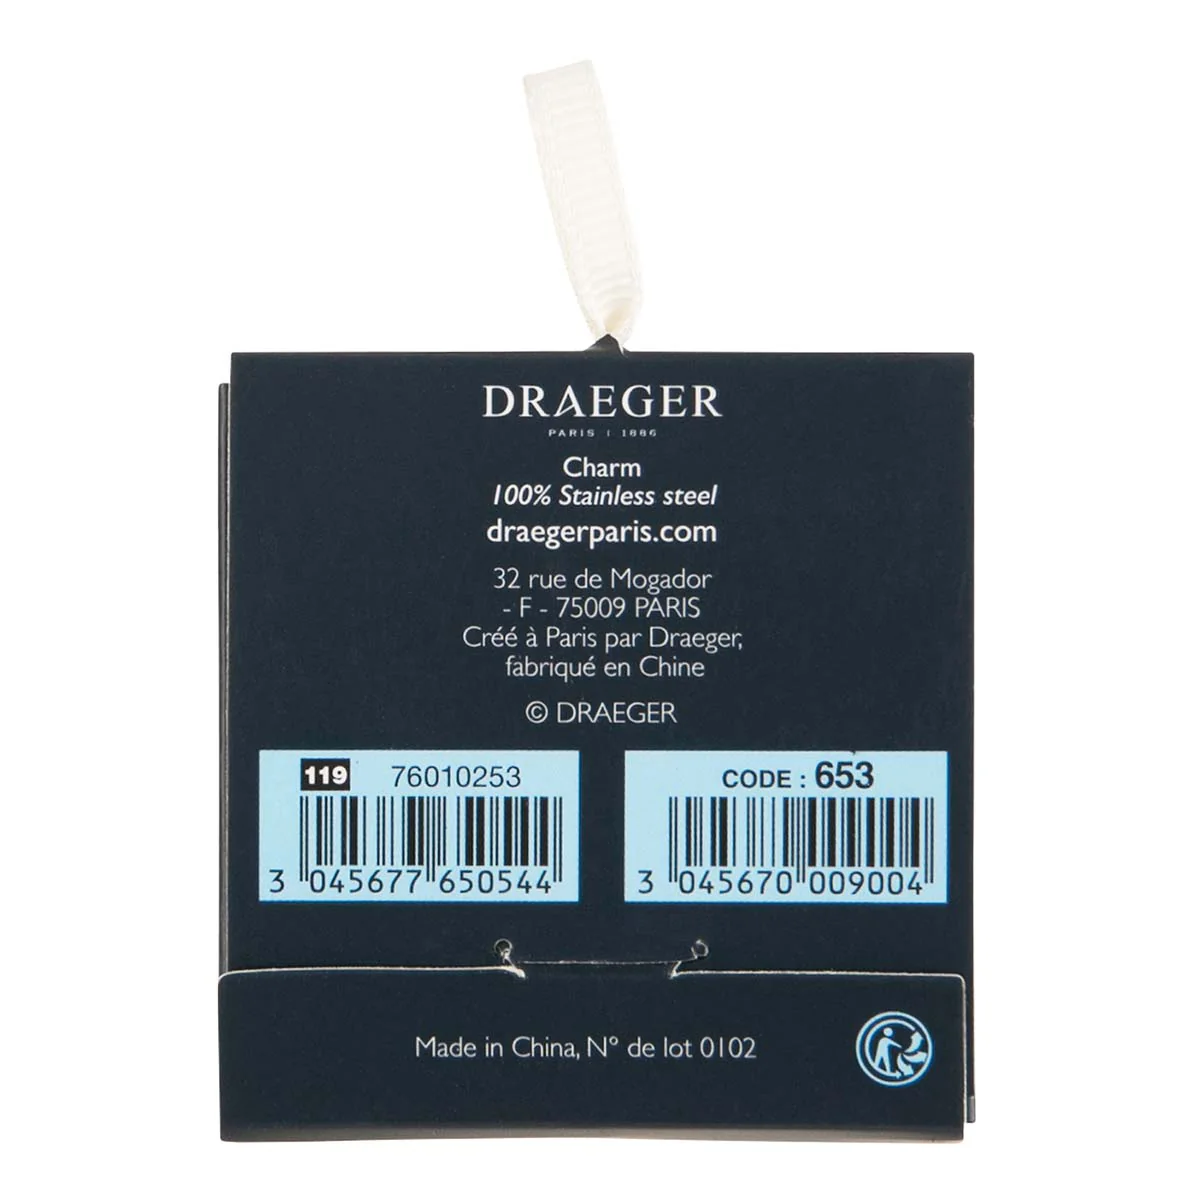 DRAEGER
PARIS | 1886
Charm
100% Stainless steel
draegerparis.com
32 rue de Mogador
- F - 75009 PARIS
Créé à Paris par Draeger,
fabriqué en Chine
© DRAEGER
119 76010253
3 045677 650544
CODE : 653
3 045670 009004
Made in China, N° de lot 0102